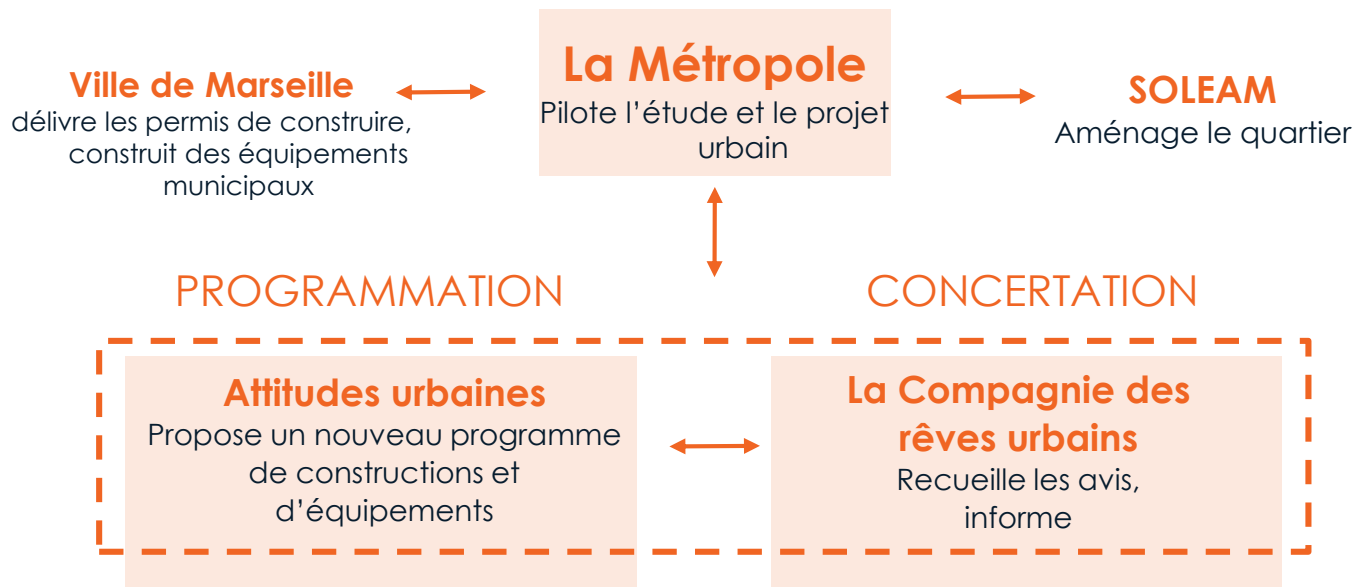 Ville de Marseille
délivre les permis de construire,
construit des équipements
municipaux
La Métropole
Pilote l’étude et le projet
urbain
SOLEAM
Aménage le quartier
PROGRAMMATION
CONCERTATION
Attitudes urbaines
Propose un nouveau programme
de constructions et
d’équipements
La Compagnie des
rêves urbains
Recueille les avis,
informe